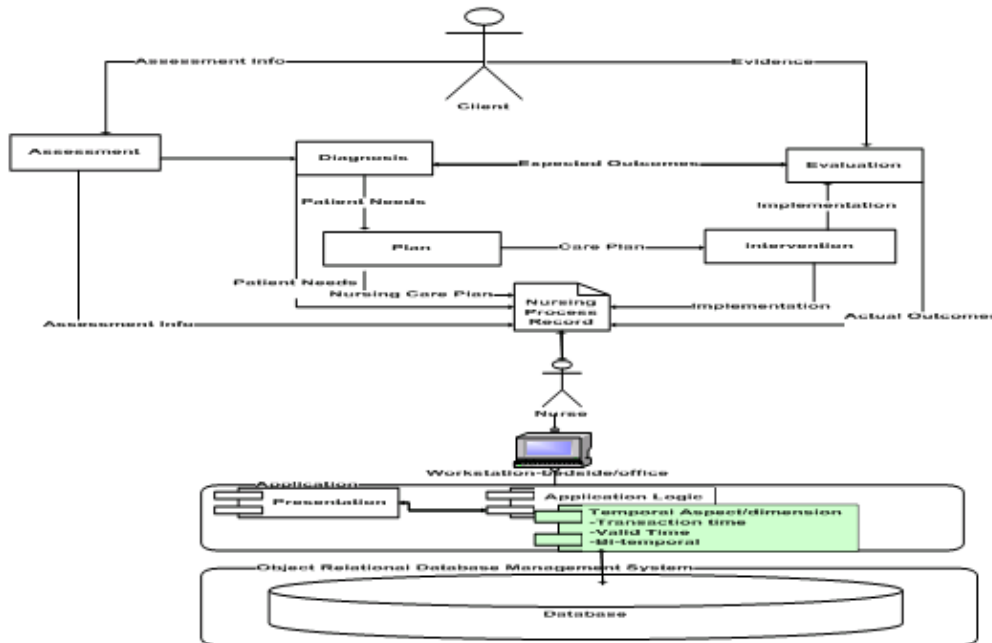 Assessment Info
Evidence
Client
Assessment
Diagnosis
Expected Outcomes
Evaluation
Patient Needs
Implementation
Plan
Care Plan
Intervention
Patient Needs
Nursing Care Plan
Nursing
Process
Record
Implementation
Assessment Info
Actual Outcomes
Nurse
Workstation-Bedside/office
Application
Presentation
Application Logic
Temporal Aspect/dimension
-Transaction time
-Valid Time
-Bi-temporal
Object Relational Database Management System
Database